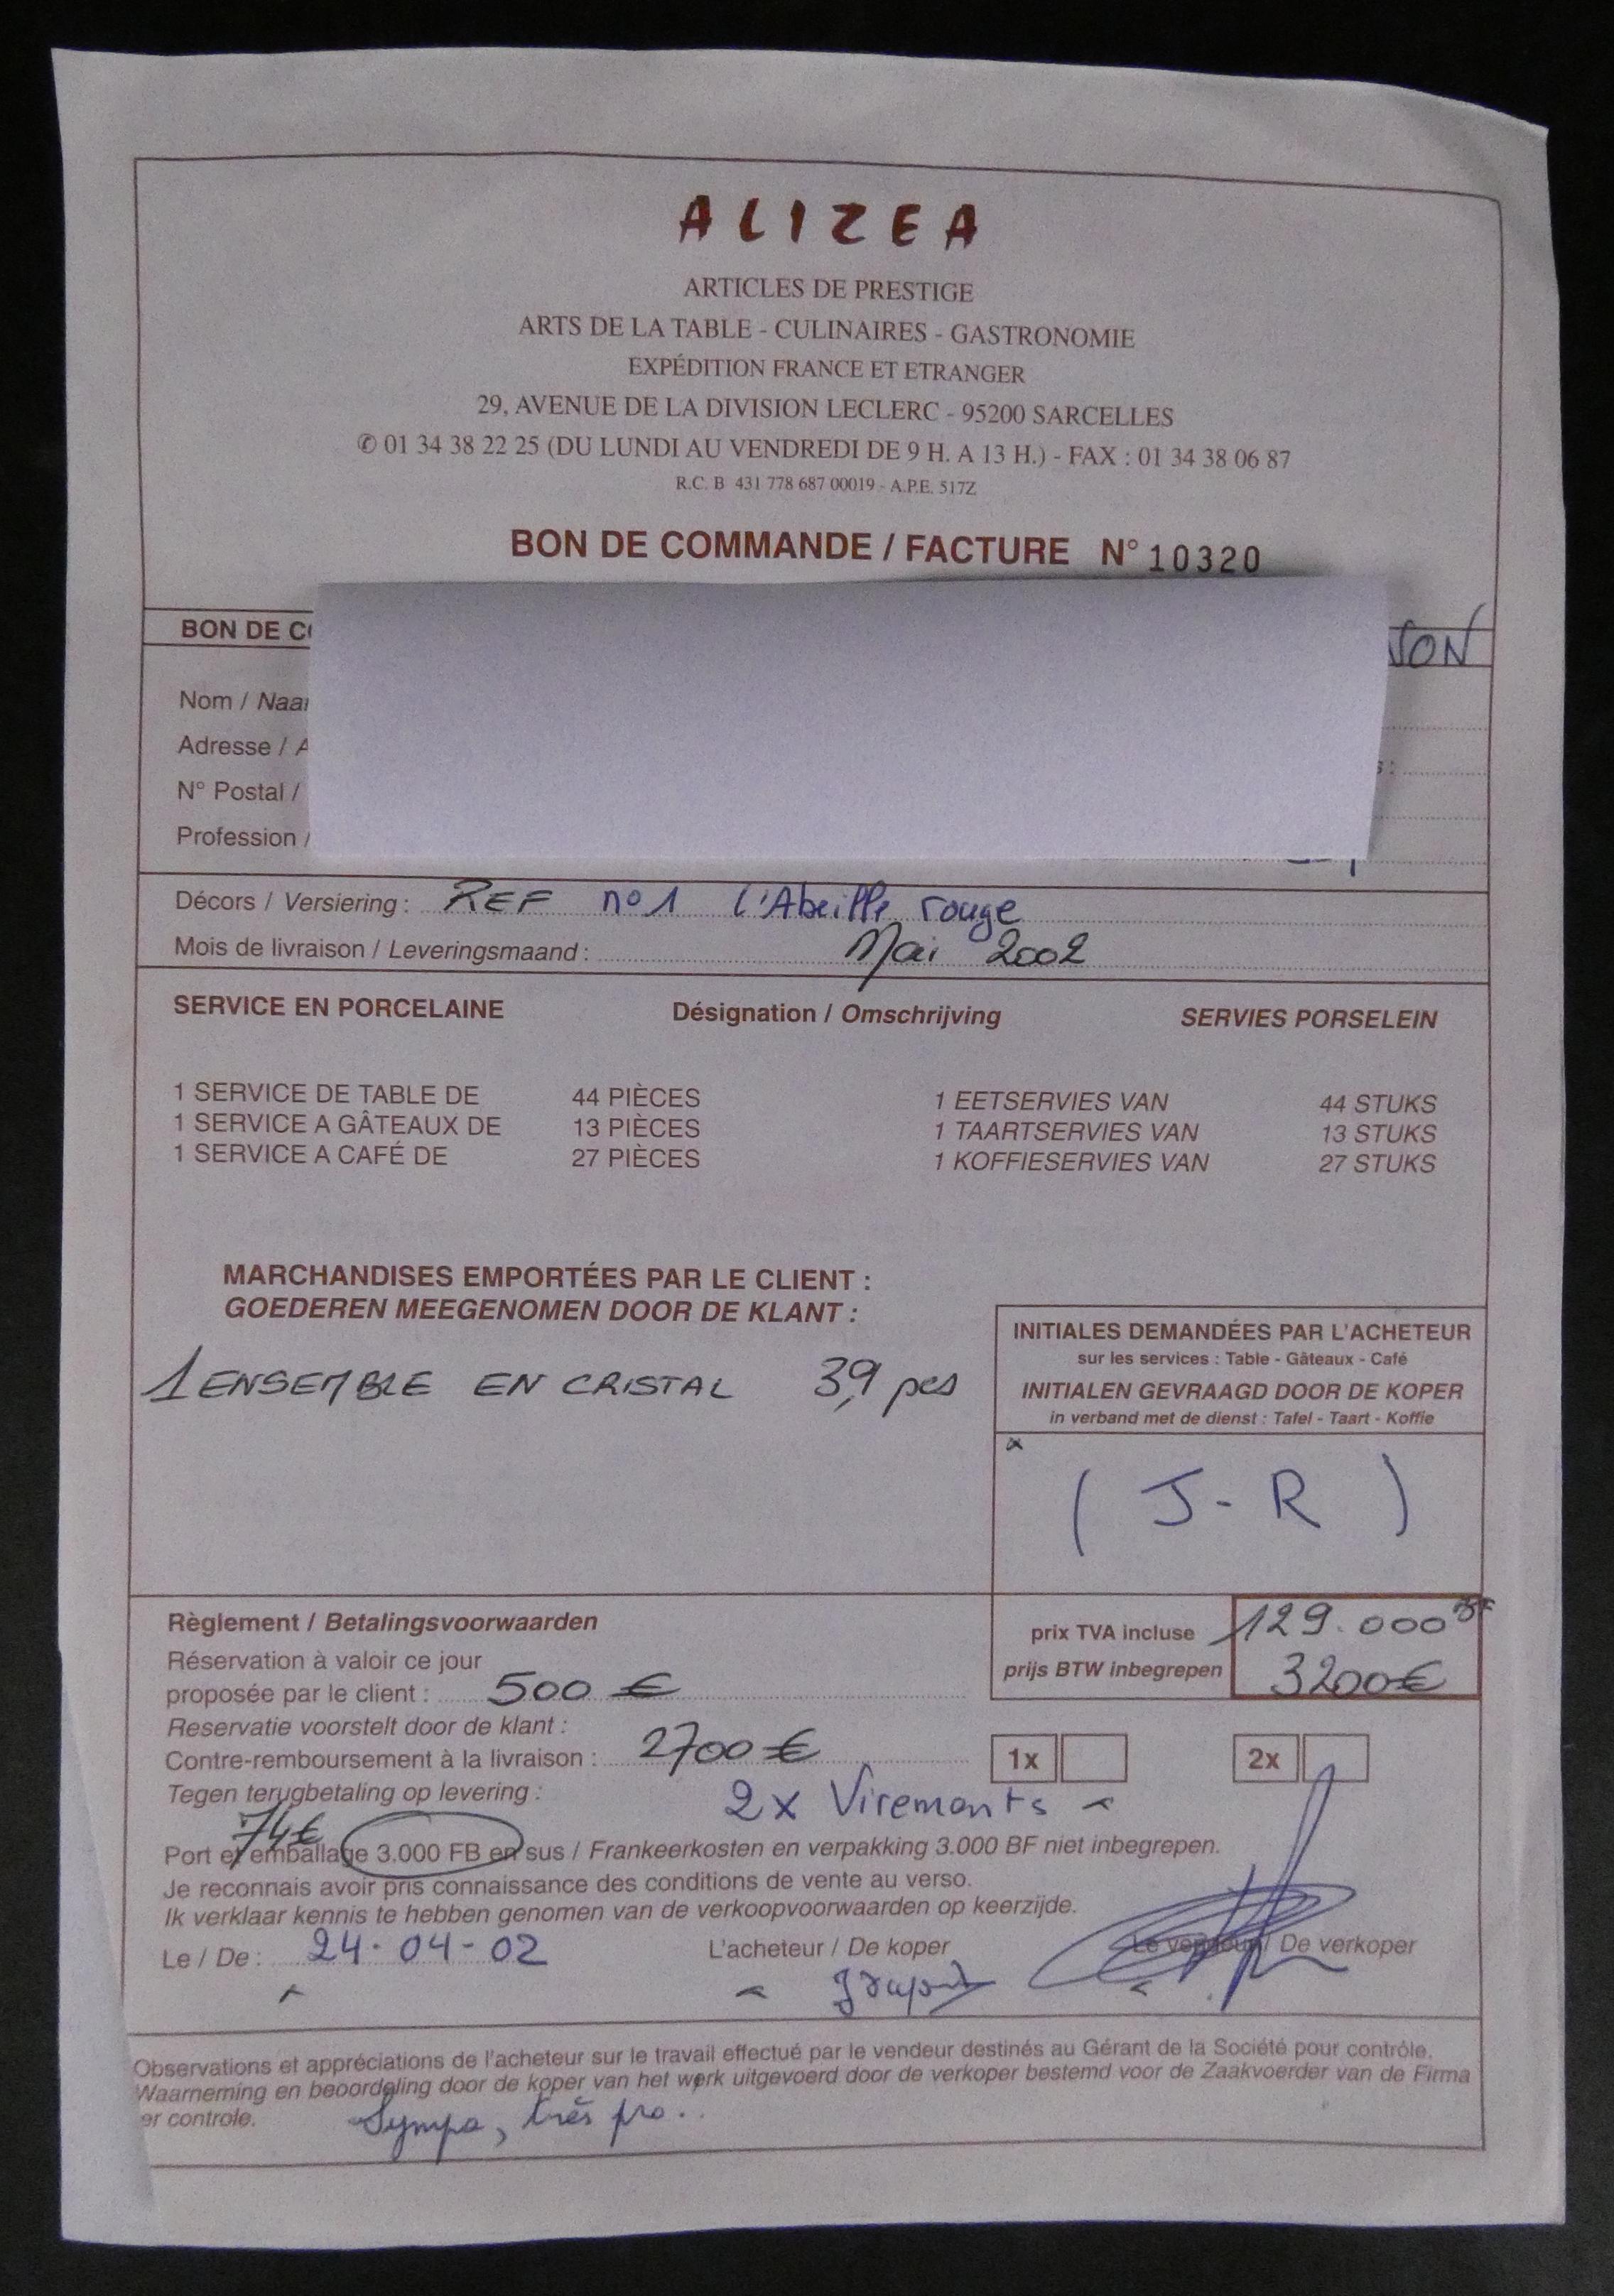 ALIZEA
ARTICLES DE PRESTIGE
ARTS DE LA TABLE - CULINAIRES - GASTRONOMIE
EXPÉDITION FRANCE ET ETRANGER
29, AVENUE DE LA DIVISION LECLERC - 95200 SARCELLES
✆ 01 34 38 22 25 (DU LUNDI AU VENDREDI DE 9 H. A 13 H.) - FAX : 01 34 38 06 87
R.C. B 431 778 687 00019 - A.P.E. 517Z
BON DE COMMANDE / FACTURE N° 10320
BON DE C
SON
Nom / Naa
Adresse / A
N° Postal /
s :
Profession /
Décors / Versiering : REF n°1 l'Abeille rouge
Mois de livraison / Leveringsmaand : Mai 2002
SERVICE EN PORCELAINE Désignation / Omschrijving SERVIES PORSELEIN
1 SERVICE DE TABLE DE 44 PIÈCES 1 EETSERVIES VAN 44 STUKS
1 SERVICE A GÂTEAUX DE 13 PIÈCES 1 TAARTSERVIES VAN 13 STUKS
1 SERVICE A CAFÉ DE 27 PIÈCES 1 KOFFIESERVIES VAN 27 STUKS
MARCHANDISES EMPORTÉES PAR LE CLIENT :
GOEDEREN MEEGENOMEN DOOR DE KLANT :
1 ENSEMBLE EN CRISTAL 39 pcs
INITIALES DEMANDÉES PAR L'ACHETEUR
sur les services : Table - Gâteaux - Café
INITIALEN GEVRAAGD DOOR DE KOPER
in verband met de dienst : Tafel - Taart - Koffie
( J - R )
Règlement / Betalingsvoorwaarden
prix TVA incluse 129.000 BF
prijs BTW inbegrepen 3200 €
Réservation à valoir ce jour
proposée par le client : 500 €
Reservatie voorstelt door de klant :
Contre-remboursement à la livraison : 2700 € 1x 2x
Tegen terugbetaling op levering : 2x Virements
74 €
Port et emballage 3.000 FB en sus / Frankeerkosten en verpakking 3.000 BF niet inbegrepen.
Je reconnais avoir pris connaissance des conditions de vente au verso.
Ik verklaar kennis te hebben genomen van de verkoopvoorwaarden op keerzijde.
Le / De : 24-04-02 L'acheteur / De koper Le vendeur / De verkoper
Observations et appréciations de l'acheteur sur le travail effectué par le vendeur destinés au Gérant de la Société pour contrôle.
Waarneming en beoordeling door de koper van het werk uitgevoerd door de verkoper bestemd voor de Zaakvoerder van de Firma
er controle.
Sympa, très pro..